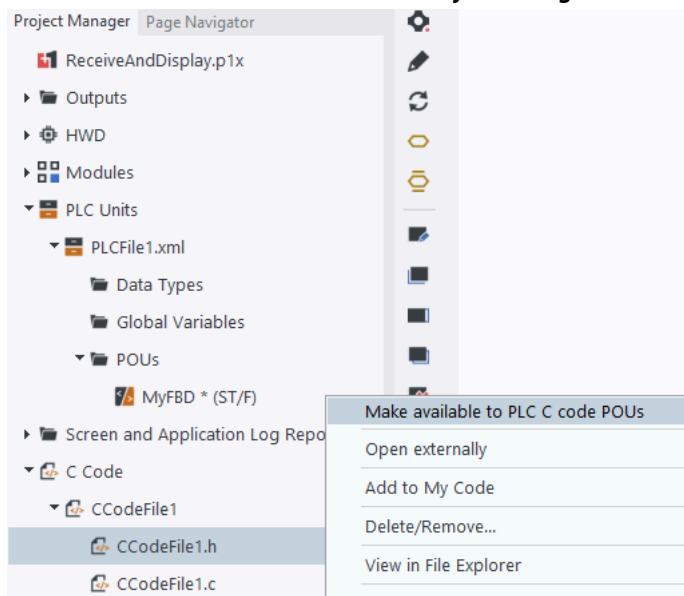 Project Manager Page Navigator
ReceiveAndDisplay.p1x
Outputs
HWD
Modules
PLC Units
PLCFile1.xml
Data Types
Global Variables
POUs
MyFBD * (ST/F)
Make available to PLC C code POUs
Screen and Application Log Repo
Open externally
C Code
Add to My Code
CCodeFile1
Delete/Remove...
CCodeFile1.h
View in File Explorer
CCodeFile1.c